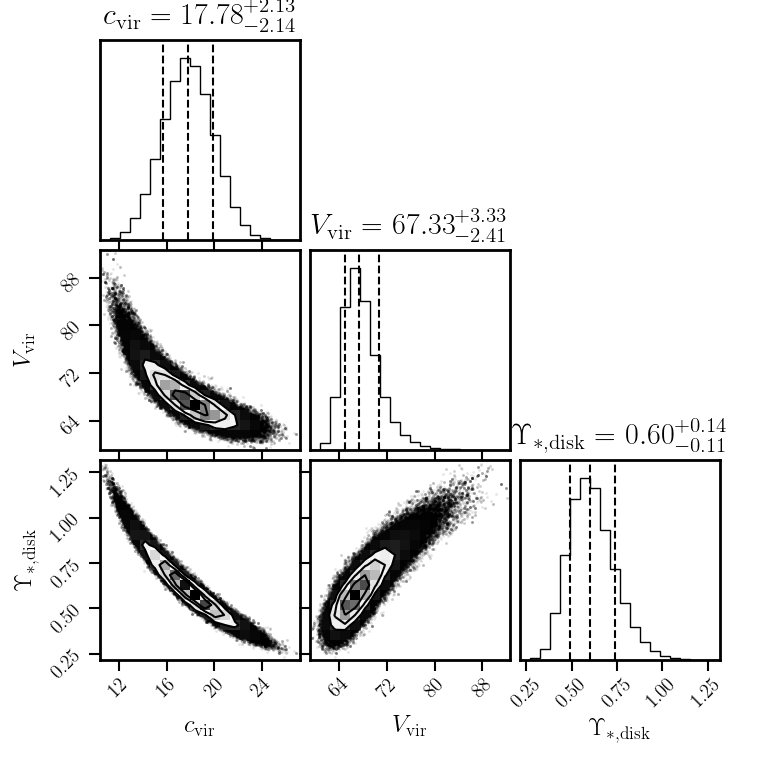 c_vir = 17.78^{+2.13}_{−2.14}
V_vir = 67.33^{+3.33}_{−2.41}
88
80
72
64
V_vir
ϒ_{*,disk} = 0.60^{+0.14}_{−0.11}
1.25
1.00
0.75
0.50
0.25
ϒ_{*,disk}
12 16 20 24 64 72 80 88 0.25 0.50 0.75 1.00 1.25
c_vir V_vir ϒ_{*,disk}